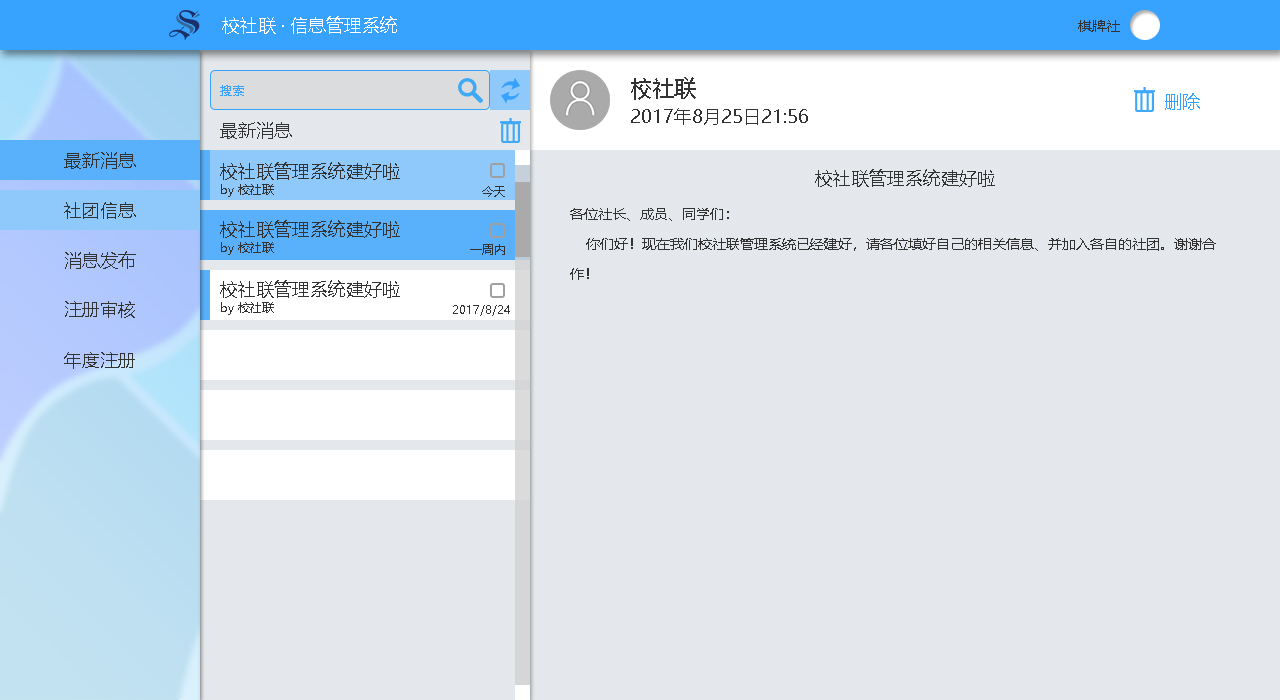 校社联 · 信息管理系统
棋牌社
最新消息
社团信息
消息发布
注册审核
年度注册
搜索
最新消息
校社联管理系统建好啦
by 校社联
今天
校社联管理系统建好啦
by 校社联
一周内
校社联管理系统建好啦
by 校社联
2017/8/24
校社联
2017年8月25日21:56
删除
校社联管理系统建好啦
各位社长、成员、同学们：
你们好！现在我们校社联管理系统已经建好，请各位填好自己的相关信息、并加入各自的社团。谢谢合
作！